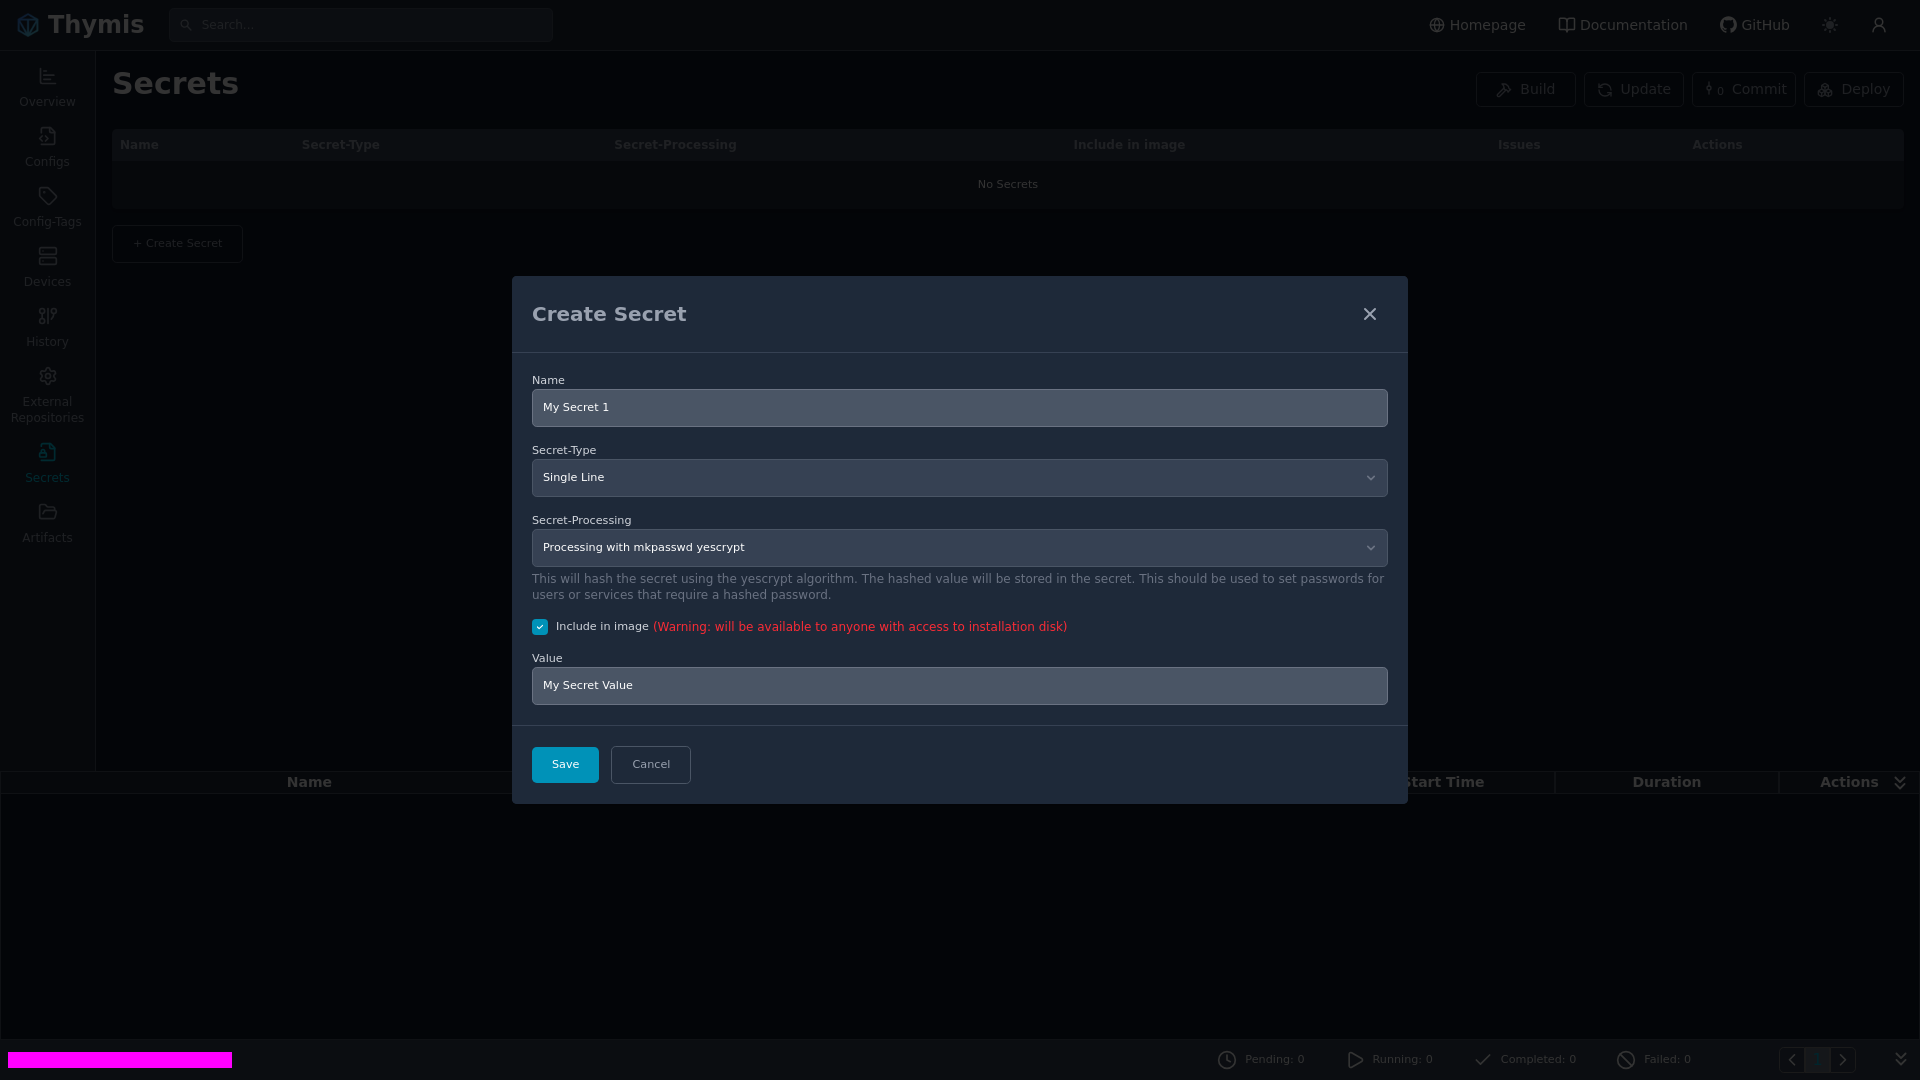 Thymis
Search...
Homepage
Documentation
GitHub
Overview
Configs
Config-Tags
Devices
History
External
Repositories
Secrets
Artifacts
Secrets
Build
Update
0 Commit
Deploy
Name Secret-Type Secret-Processing Include in image Issues Actions
No Secrets
+ Create Secret
Create Secret
Name
My Secret 1
Secret-Type
Single Line
Secret-Processing
Processing with mkpasswd yescrypt
This will hash the secret using the yescrypt algorithm. The hashed value will be stored in the secret. This should be used to set passwords for
users or services that require a hashed password.
Include in image (Warning: will be available to anyone with access to installation disk)
Value
My Secret Value
Save
Cancel
Name Start Time Duration Actions
Pending: 0
Running: 0
Completed: 0
Failed: 0